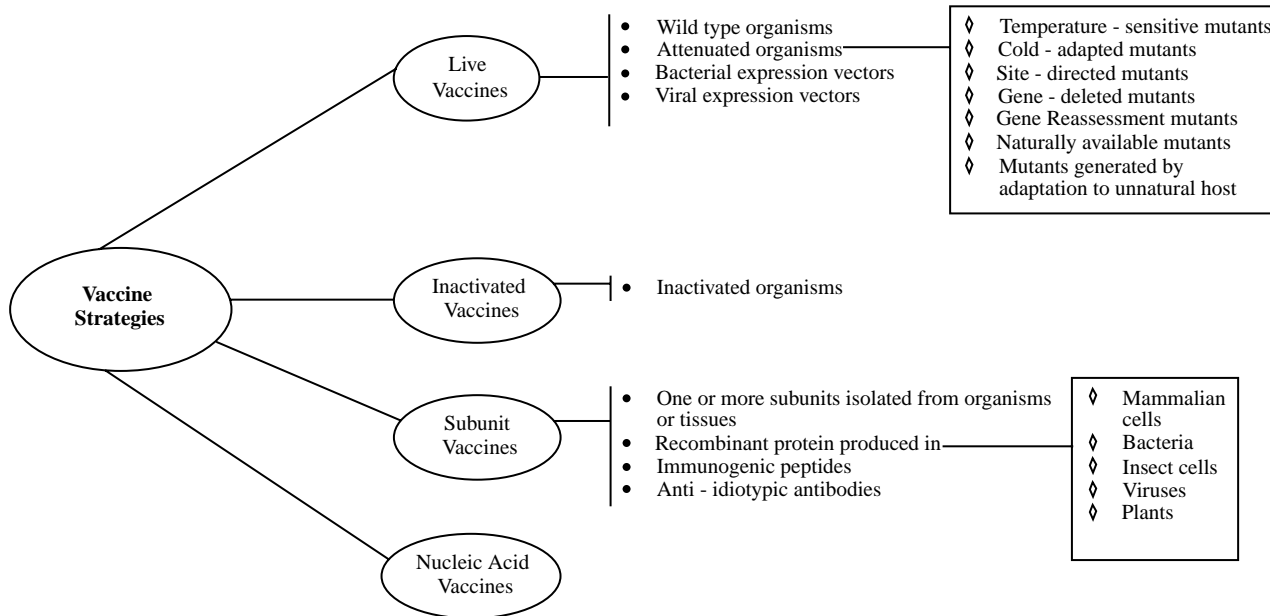 Vaccine
Strategies
Live
Vaccines
• Wild type organisms
• Attenuated organisms
• Bacterial expression vectors
• Viral expression vectors
◊ Temperature - sensitive mutants
◊ Cold - adapted mutants
◊ Site - directed mutants
◊ Gene - deleted mutants
◊ Gene Reassessment mutants
◊ Naturally available mutants
◊ Mutants generated by
adaptation to unnatural host
Inactivated
Vaccines
• Inactivated organisms
Subunit
Vaccines
• One or more subunits isolated from organisms
or tissues
• Recombinant protein produced in
• Immunogenic peptides
• Anti - idiotypic antibodies
◊ Mammalian
cells
◊ Bacteria
◊ Insect cells
◊ Viruses
◊ Plants
Nucleic Acid
Vaccines